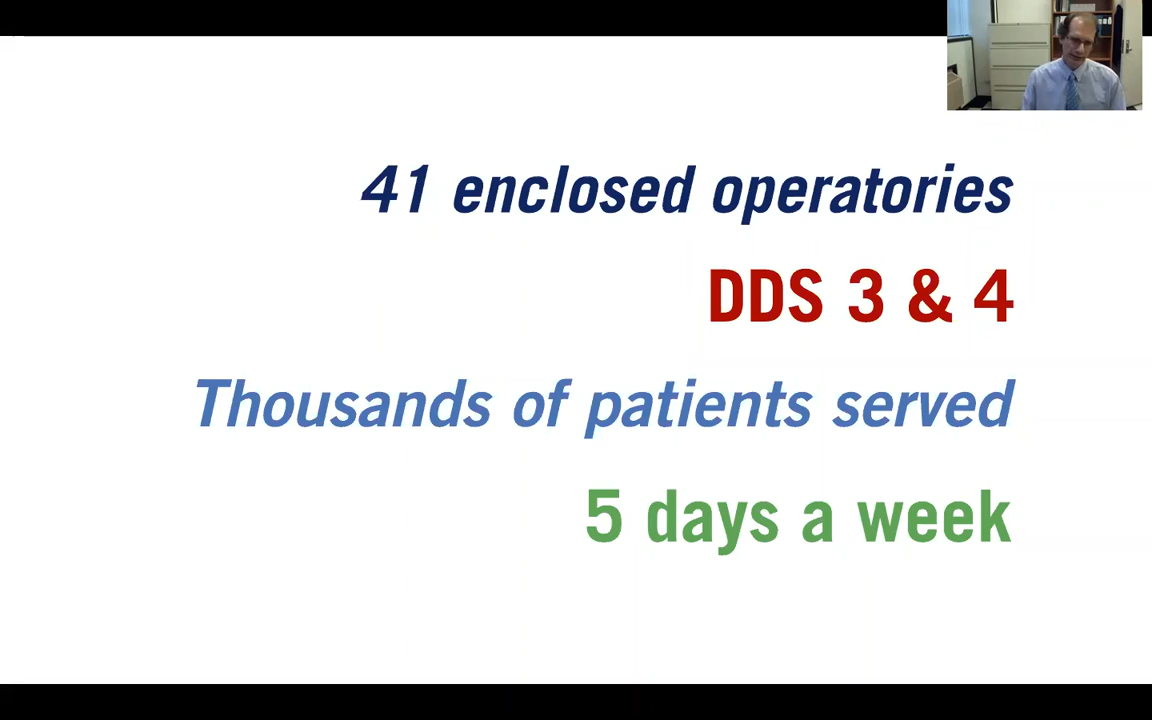 41 enclosed operatories
DDS 3 & 4
Thousands of patients served
5 days a week